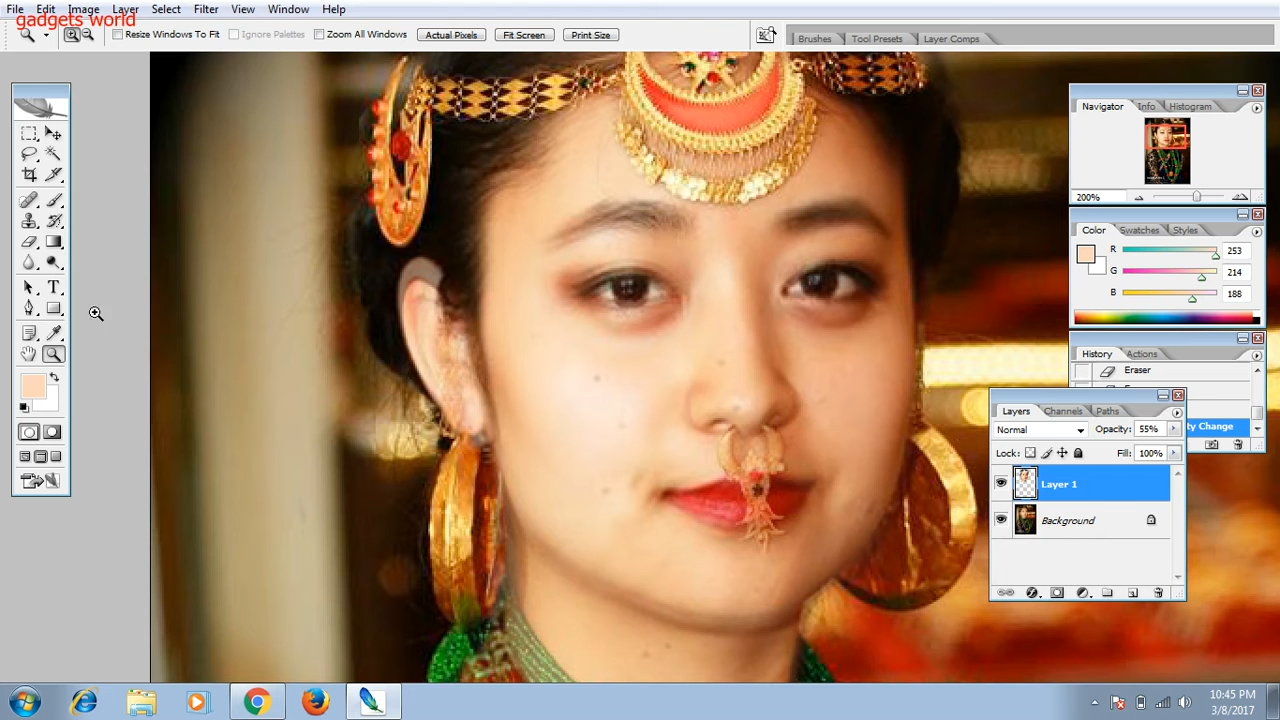 File Edit Image Layer Select Filter View Window Help
gadgets world
Resize Windows To Fit Ignore Palettes Zoom All Windows Actual Pixels Fit Screen Print Size
Brushes Tool Presets Layer Comps
Navigator Info Histogram
200%
Color Swatches Styles
R 253
G 214
B 188
History Actions
Eraser
ty Change
Layers Channels Paths
Normal Opacity: 55%
Lock: Fill: 100%
Layer 1
Background
T
10:45 PM
3/8/2017